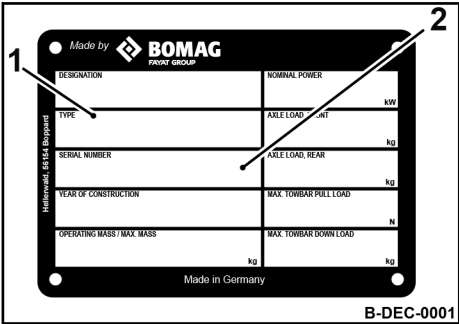 2
1
Made by BOMAG
FAYAT GROUP
DESIGNATION
NOMINAL POWER
kW
TYPE
AXLE LOAD, FRONT
kg
SERIAL NUMBER
AXLE LOAD, REAR
kg
YEAR OF CONSTRUCTION
MAX. TOWBAR PULL LOAD
N
OPERATING MASS / MAX. MASS
kg
MAX. TOWBAR DOWN LOAD
kg
Hellerwald, 56154 Boppard
Made in Germany
B-DEC-0001